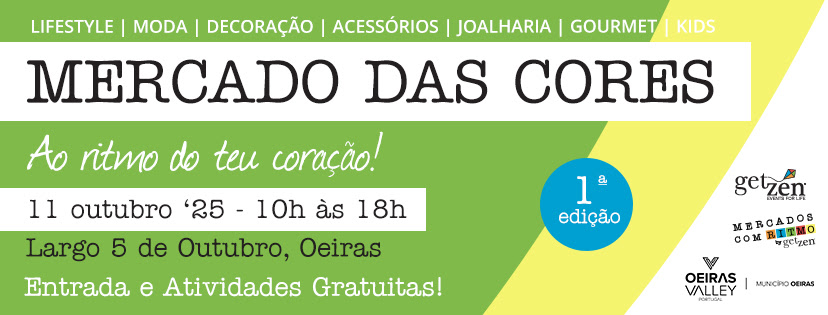 LIFESTYLE | MODA | DECORAÇÃO | ACESSÓRIOS | JOALHARIA | GOURMET | KIDS
MERCADO DAS CORES
Ao ritmo do teu coração!
11 outubro ‘25 - 10h às 18h
Largo 5 de Outubro, Oeiras
Entrada e Atividades Gratuitas!
1ª
edição
getzen
EVENTS FOR LIFE
MERCADOS
COM RITMO
by getzen
OEIRAS
VALLEY
PORTUGAL
| MUNICÍPIO OEIRAS